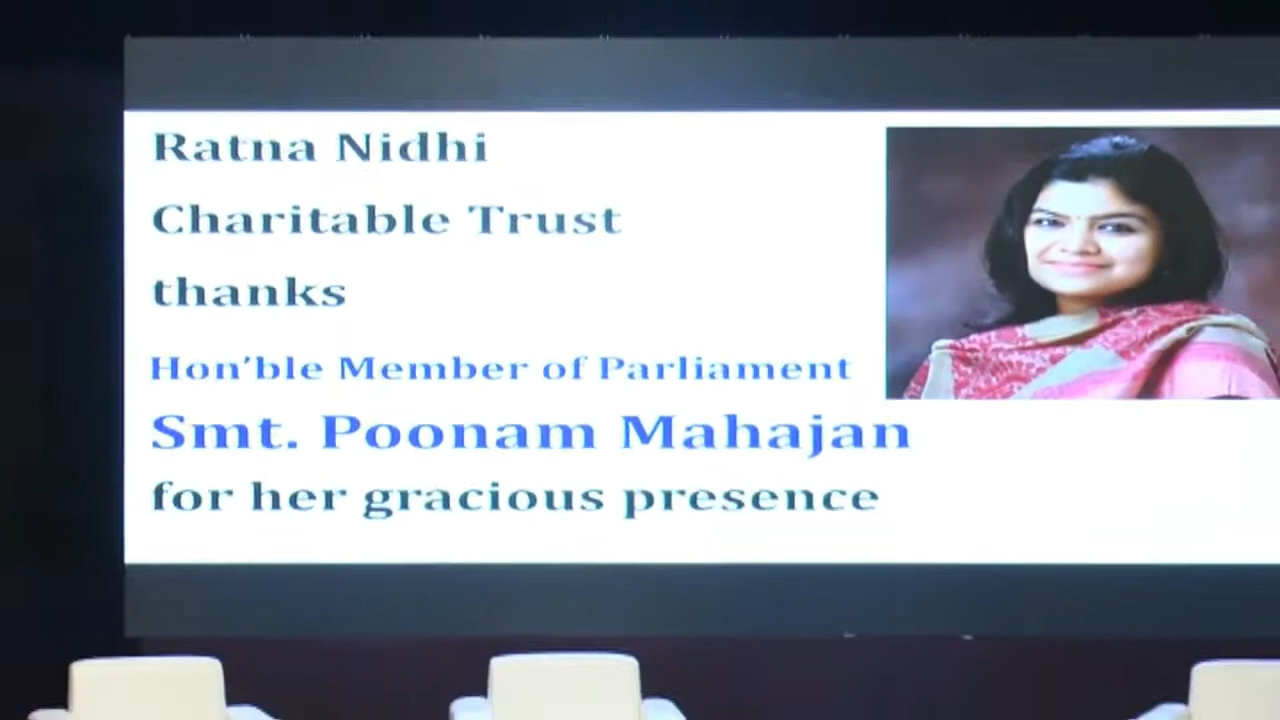 Ratna Nidhi
Charitable Trust
thanks
Hon'ble Member of Parliament
Smt. Poonam Mahajan
for her gracious presence